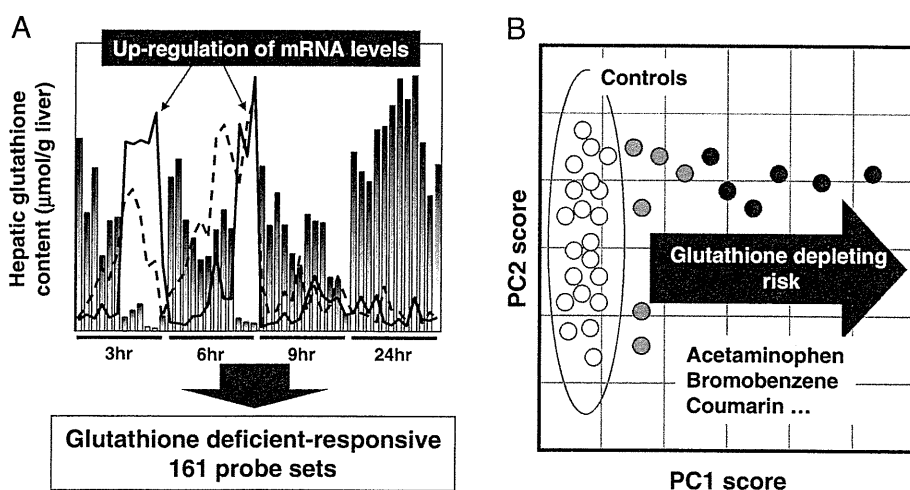 A
Up-regulation of mRNA levels
Hepatic glutathione
content (μmol/g liver)
3hr 6hr 9hr 24hr
Glutathione deficient-responsive
161 probe sets
B
Controls
PC2 score
Glutathione depleting
risk
Acetaminophen
Bromobenzene
Coumarin ...
PC1 score